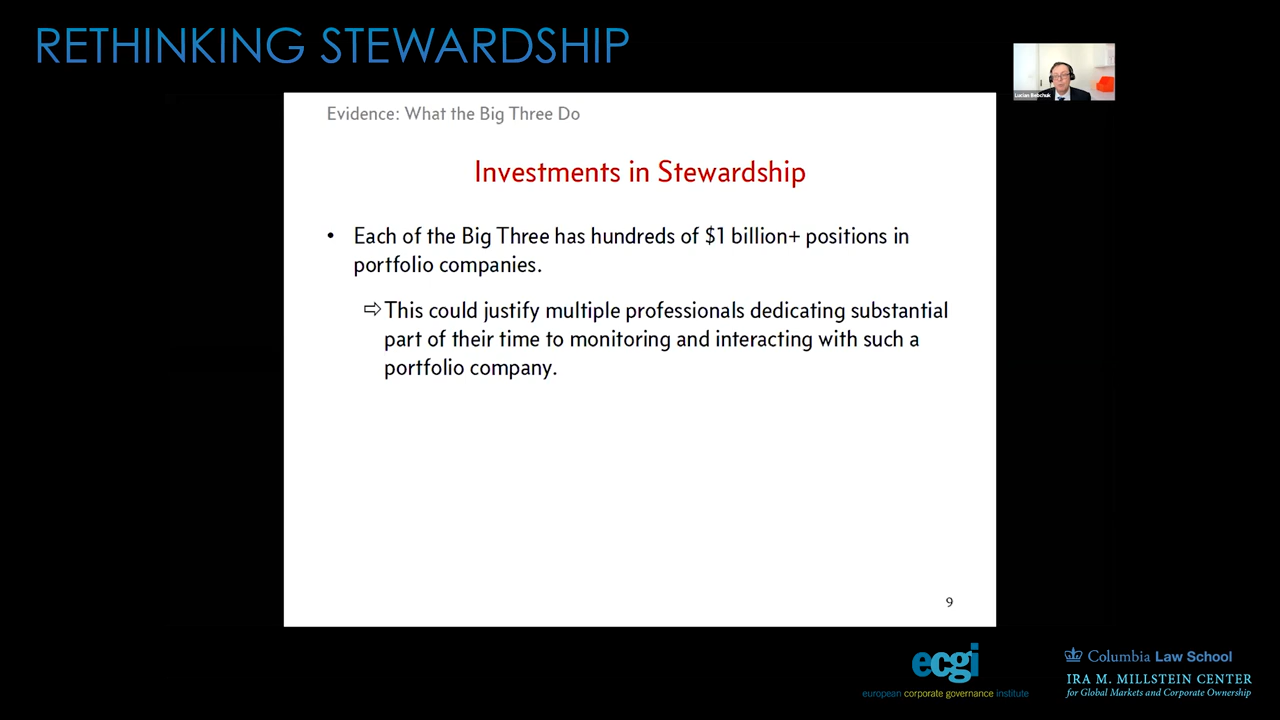 RETHINKING STEWARDSHIP
Lucian Bebchuk
Evidence: What the Big Three Do
Investments in Stewardship
• Each of the Big Three has hundreds of $1 billion+ positions in
portfolio companies.
⇨This could justify multiple professionals dedicating substantial
part of their time to monitoring and interacting with such a
portfolio company.
9
ecgi
european corporate governance institute
Columbia Law School
IRA M. MILLSTEIN CENTER
for Global Markets and Corporate Ownership